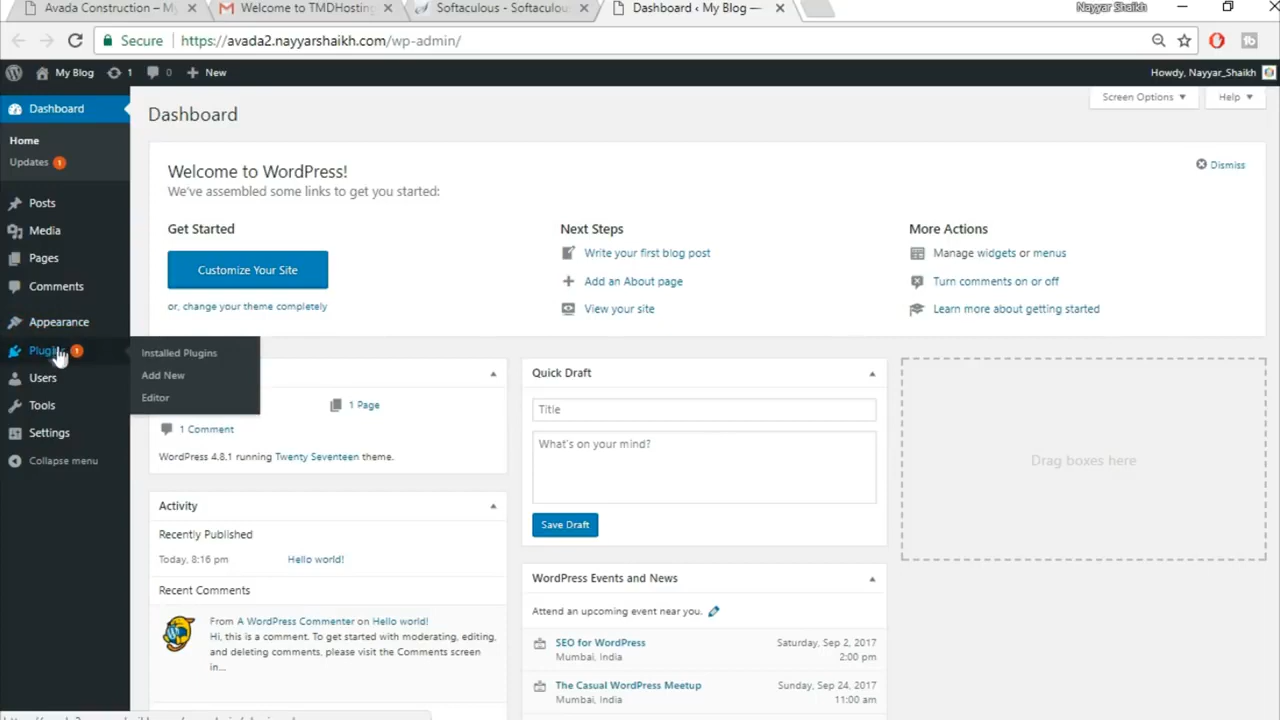 Avada Construction – My
Welcome to TMDHosting
Softaculous - Softaculous
Dashboard ‹ My Blog —
Nayyar Shaikh
Secure
https://avada2.nayyarshaikh.com/wp-admin/
My Blog
1
0
New
Howdy, Nayyar_Shaikh
Dashboard
Home
Updates 1
Posts
Media
Pages
Comments
Appearance
Plugins 1
Users
Tools
Settings
Collapse menu
Installed Plugins
Add New
Editor
Dashboard
Screen Options
Help
Welcome to WordPress!
We've assembled some links to get you started:
Dismiss
Get Started
Customize Your Site
or, change your theme completely
Next Steps
Write your first blog post
Add an About page
View your site
More Actions
Manage widgets or menus
Turn comments on or off
Learn more about getting started
1 Page
1 Comment
WordPress 4.8.1 running Twenty Seventeen theme.
Activity
Recently Published
Today, 8:16 pm Hello world!
Recent Comments
From A WordPress Commenter on Hello world!
Hi, this is a comment. To get started with moderating, editing,
and deleting comments, please visit the Comments screen
in...
Quick Draft
Title
What's on your mind?
Save Draft
WordPress Events and News
Attend an upcoming event near you.
SEO for WordPress Saturday, Sep 2, 2017
Mumbai, India 2:00 pm
The Casual WordPress Meetup Sunday, Sep 24, 2017
Mumbai, India 11:00 am
Drag boxes here